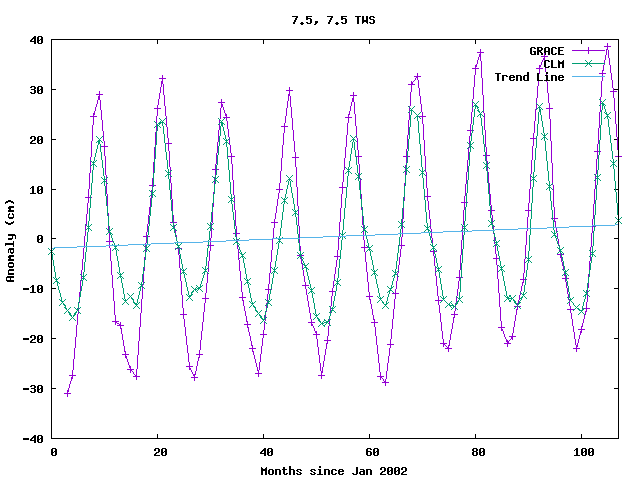 7.5, 7.5 TWS
GRACE
CLM
Trend Line
40
30
20
10
0
-10
-20
-30
-40
Anomaly (cm)
0 20 40 60 80 100
Months since Jan 2002